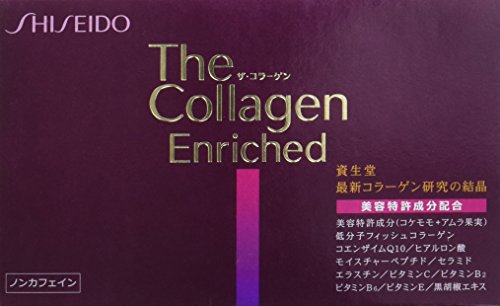 SHISEIDO
The
ザ・コラーゲン
Collagen
Enriched
資生堂
最新コラーゲン研究の結晶
美容特許成分配合
美容特許成分(コケモモ+アムラ果実)
低分子フィッシュコラーゲン
コエンザイムQ10/ヒアルロン酸
モイスチャーペプチド/セラミド
エラスチン/ビタミンC/ビタミンB2
ビタミンB6/ビタミンE/黒胡椒エキス
ノンカフェイン